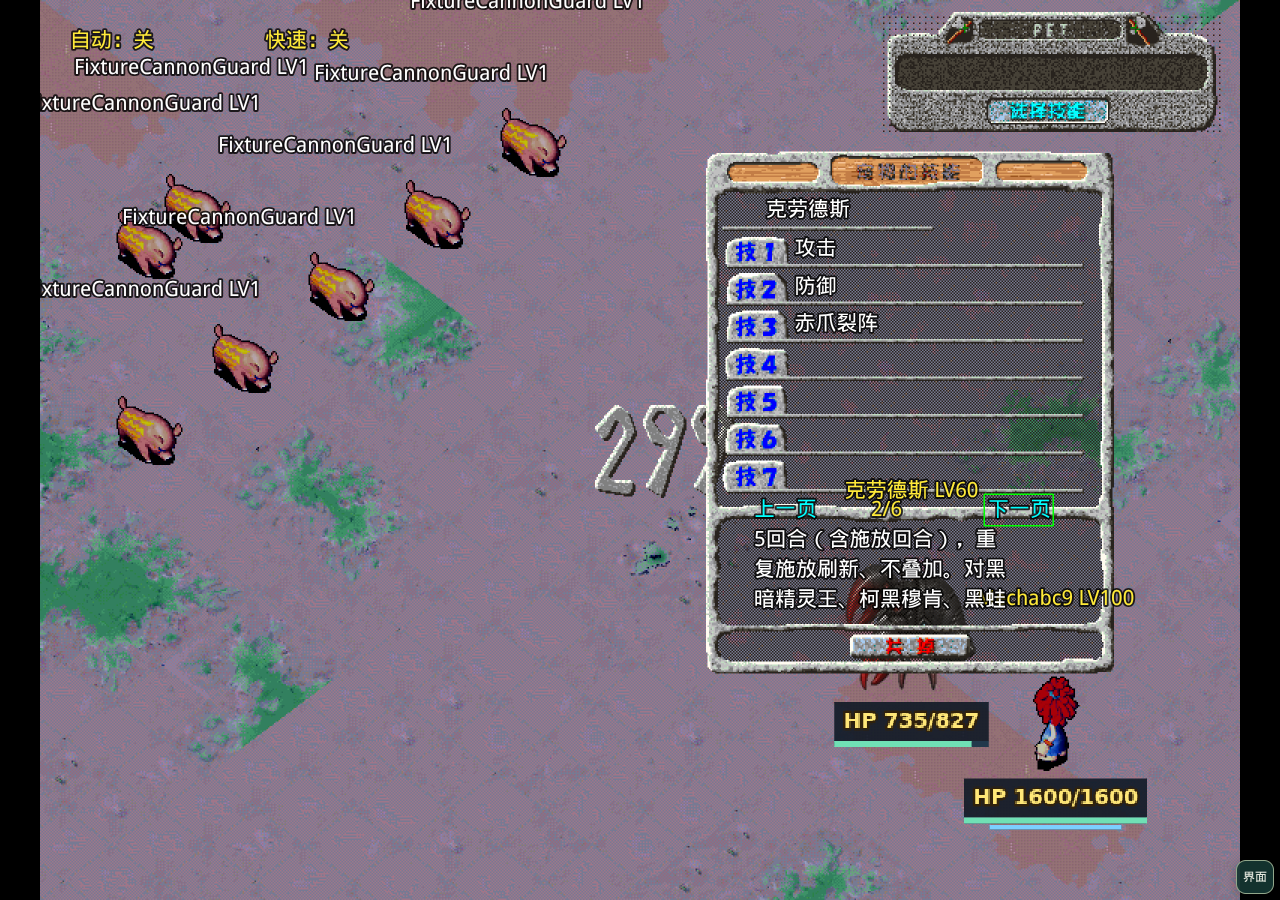 FixtureCannonGuard LV1
自动：关
快速：关
FixtureCannonGuard LV1
FixtureCannonGuard LV1
xtureCannonGuard LV1
FixtureCannonGuard LV1
FixtureCannonGuard LV1
xtureCannonGuard LV1
PET
选择技能
克劳德斯
技1 攻击
技2 防御
技3 赤爪裂阵
技4
技5
技6
技7
299
克劳德斯 LV60
上一页
2/6
下一页
5回合（含施放回合），重
复施放刷新、不叠加。对黑
暗精灵王、柯黑穆肯、黑蛙
chabc9 LV100
关 掉
HP 735/827
HP 1600/1600
界面